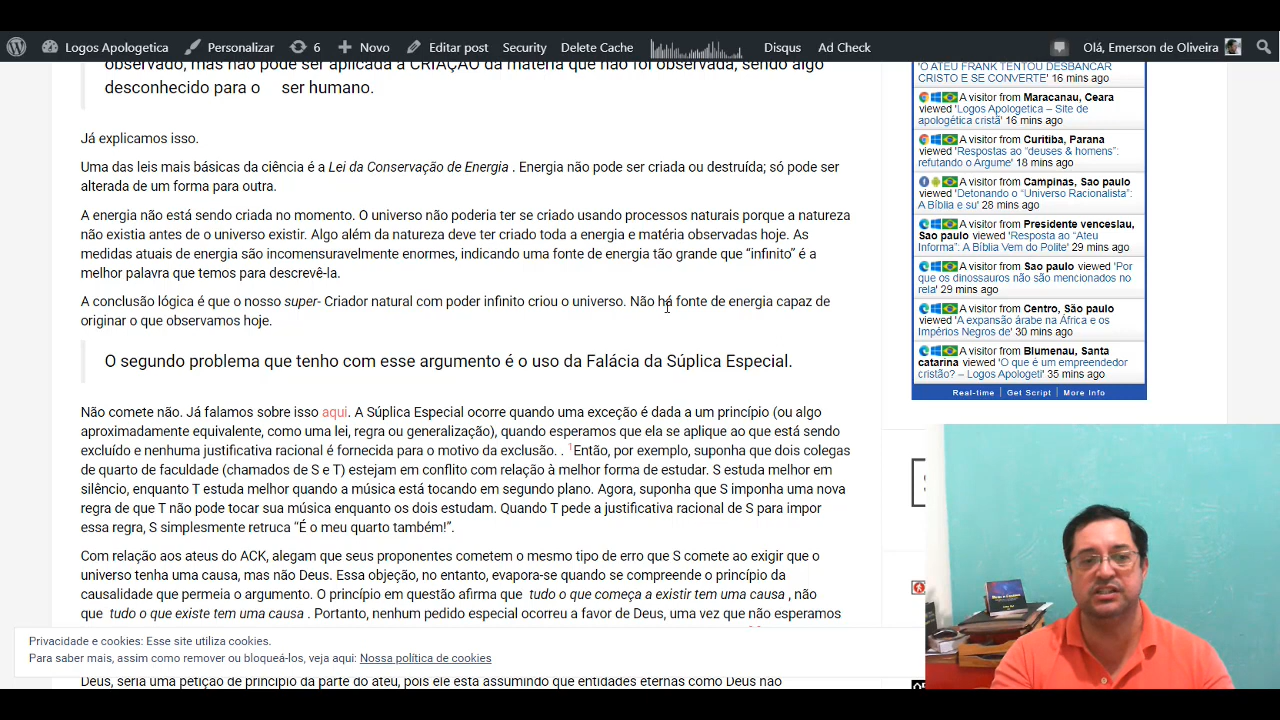 Logos Apologetica
Personalizar
6
Novo
Editar post
Security
Delete Cache
Disqus
Ad Check
Olá, Emerson de Oliveira
observado, mas não pode ser aplicada a CRIAÇÃO da matéria que não foi observada, sendo algo
desconhecido para o ser humano.
Já explicamos isso.
Uma das leis mais básicas da ciência é a Lei da Conservação de Energia . Energia não pode ser criada ou destruída; só pode ser
alterada de um forma para outra.
A energia não está sendo criada no momento. O universo não poderia ter se criado usando processos naturais porque a natureza
não existia antes de o universo existir. Algo além da natureza deve ter criado toda a energia e matéria observadas hoje. As
medidas atuais de energia são incomensuravelmente enormes, indicando uma fonte de energia tão grande que “infinito” é a
melhor palavra que temos para descrevê-la.
A conclusão lógica é que o nosso super- Criador natural com poder infinito criou o universo. Não há fonte de energia capaz de
originar o que observamos hoje.
O segundo problema que tenho com esse argumento é o uso da Falácia da Súplica Especial.
Não comete não. Já falamos sobre isso aqui. A Súplica Especial ocorre quando uma exceção é dada a um princípio (ou algo
aproximadamente equivalente, como uma lei, regra ou generalização), quando esperamos que ela se aplique ao que está sendo
excluído e nenhuma justificativa racional é fornecida para o motivo da exclusão. . 1Então, por exemplo, suponha que dois colegas
de quarto de faculdade (chamados de S e T) estejam em conflito com relação à melhor forma de estudar. S estuda melhor em
silêncio, enquanto T estuda melhor quando a música está tocando em segundo plano. Agora, suponha que S imponha uma nova
regra de que T não pode tocar sua música enquanto os dois estudam. Quando T pede a justificativa racional de S para impor
essa regra, S simplesmente retruca “É o meu quarto também!”.
Com relação aos ateus do ACK, alegam que seus proponentes cometem o mesmo tipo de erro que S comete ao exigir que o
universo tenha uma causa, mas não Deus. Essa objeção, no entanto, evapora-se quando se compreende o princípio da
causalidade que permeia o argumento. O princípio em questão afirma que tudo o que começa a existir tem uma causa , não
que tudo o que existe tem uma causa . Portanto, nenhum pedido especial ocorreu a favor de Deus, uma vez que não esperamos
Deus, seria uma petição de princípio da parte do ateu, pois ele está assumindo que entidades eternas como Deus não
Privacidade e cookies: Esse site utiliza cookies.
Para saber mais, assim como remover ou bloqueá-los, veja aqui: Nossa política de cookies
'O ATEU FRANK TENTOU DESBANCAR
CRISTO E SE CONVERTE' 16 mins ago
A visitor from Maracanau, Ceara
viewed 'Logos Apologetica – Site de
apologética cristã' 16 mins ago
A visitor from Curitiba, Parana
viewed 'Respostas ao “deuses & homens”:
refutando o Argume' 18 mins ago
A visitor from Campinas, Sao paulo
viewed 'Detonando o “Universo Racionalista”:
A Bíblia e su' 28 mins ago
A visitor from Presidente venceslau,
Sao paulo viewed 'Resposta ao “Ateu
Informa”: A Bíblia Vem do Polite' 29 mins ago
A visitor from Sao paulo viewed 'Por
que os dinossauros não são mencionados no
rela' 29 mins ago
A visitor from Centro, São paulo
viewed 'A expansão árabe na África e os
Impérios Negros de' 30 mins ago
A visitor from Blumenau, Santa
catarina viewed 'O que é um empreendedor
cristão? – Logos Apologeti' 35 mins ago
Real-time | Get Script | More Info